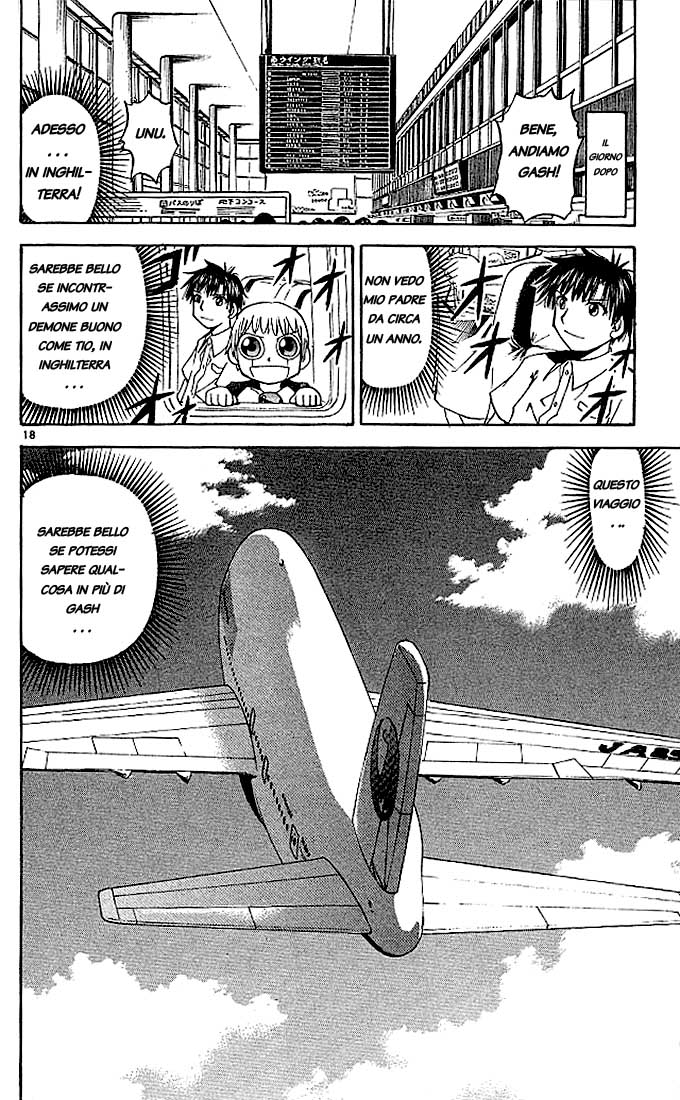 IL
GIORNO
DOPO
BENE,
ANDIAMO
GASH!
UNU.
ADESSO
...
IN INGHIL-
TERRA!
NON VEDO
MIO PADRE
DA CIRCA
UN ANNO.
SAREBBE BELLO
SE INCONTR-
ASSIMO UN
DEMONE BUONO
COME TIO, IN
INGHILTERRA
...
18
QUESTO
VIAGGIO
...
SAREBBE BELLO
SE POTESSI
SAPERE QUAL-
COSA IN PIÙ DI
GASH
...